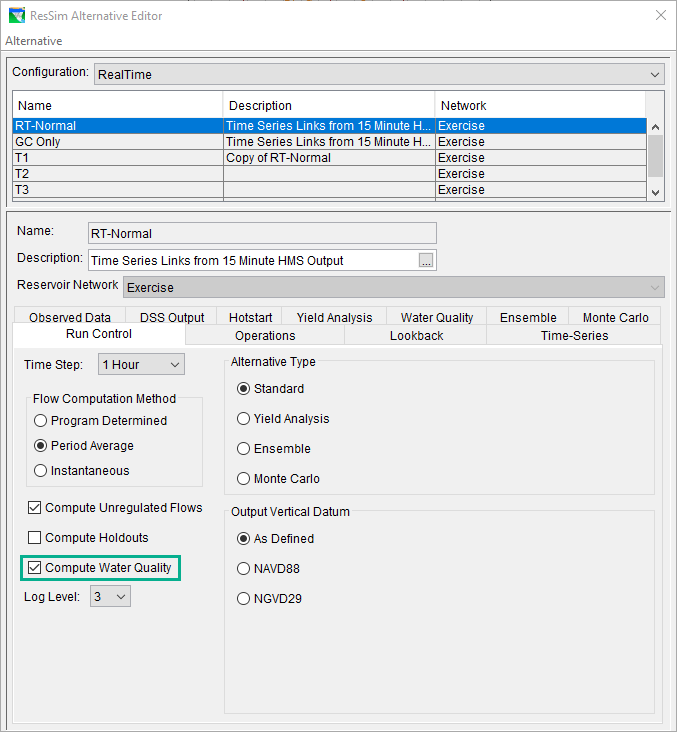 ResSim Alternative Editor
Alternative
Configuration: RealTime
Name Description Network
RT-Normal Time Series Links from 15 Minute H... Exercise
GC Only Time Series Links from 15 Minute H... Exercise
T1 Copy of RT-Normal Exercise
T2 Exercise
T3 Exercise
Name: RT-Normal
Description: Time Series Links from 15 Minute HMS Output ...
Reservoir Network Exercise
Observed Data DSS Output Hotstart Yield Analysis Water Quality Ensemble Monte Carlo
Run Control Operations Lookback Time-Series
Time Step: 1 Hour
Flow Computation Method
Program Determined
Period Average
Instantaneous
Compute Unregulated Flows
Compute Holdouts
Compute Water Quality
Log Level: 3
Alternative Type
Standard
Yield Analysis
Ensemble
Monte Carlo
Output Vertical Datum
As Defined
NAVD88
NGVD29